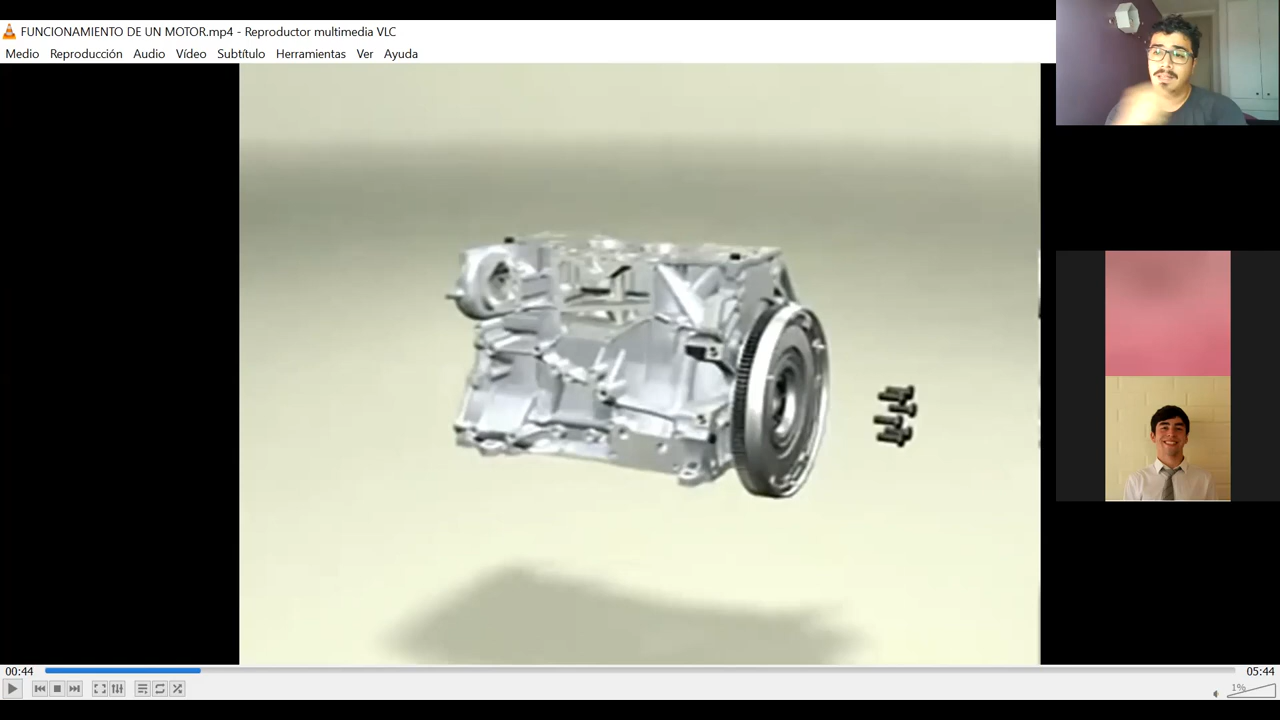 FUNCIONAMIENTO DE UN MOTOR.mp4 - Reproductor multimedia VLC
Medio Reproducción Audio Vídeo Subtítulo Herramientas Ver Ayuda
00:44 05:44
1%